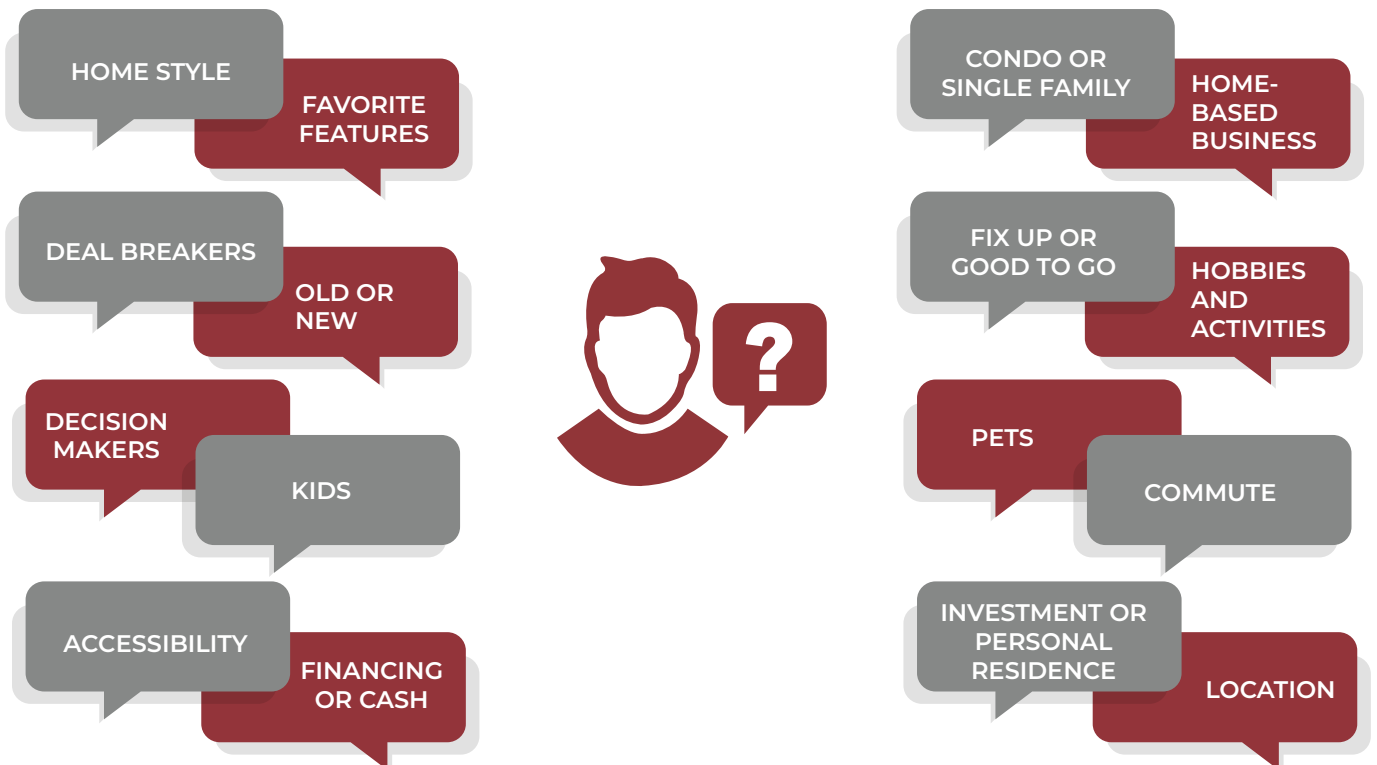 HOME STYLE
FAVORITE
FEATURES
DEAL BREAKERS
OLD OR
NEW
DECISION
MAKERS
KIDS
ACCESSIBILITY
FINANCING
OR CASH
?
CONDO OR
SINGLE FAMILY
HOME-
BASED
BUSINESS
FIX UP OR
GOOD TO GO
HOBBIES
AND
ACTIVITIES
PETS
COMMUTE
INVESTMENT OR
PERSONAL
RESIDENCE
LOCATION